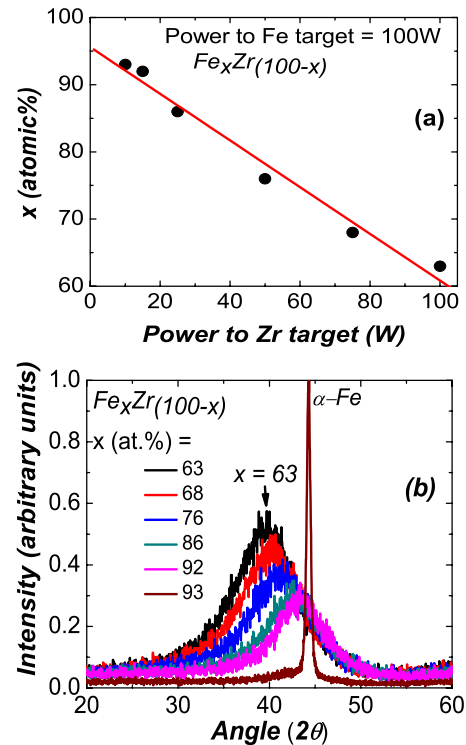 Power to Fe target = 100W
FexZr(100-x)
(a)
100
90
80
70
60
x (atomic%)
0 20 40 60 80 100
Power to Zr target (W)
FexZr(100-x)
α−Fe
x (at.%) =
(b)
x = 63
63
68
76
86
92
93
1.0
0.8
0.6
0.4
0.2
0.0
Intensity (arbitrary units)
20 30 40 50 60
Angle (2θ)